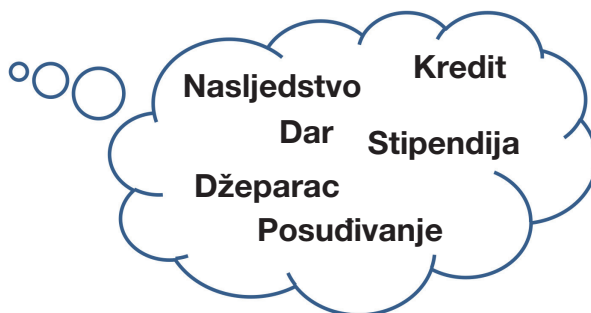 Kredit
Nasljedstvo
Dar
Stipendija
Džeparac
Posuđivanje